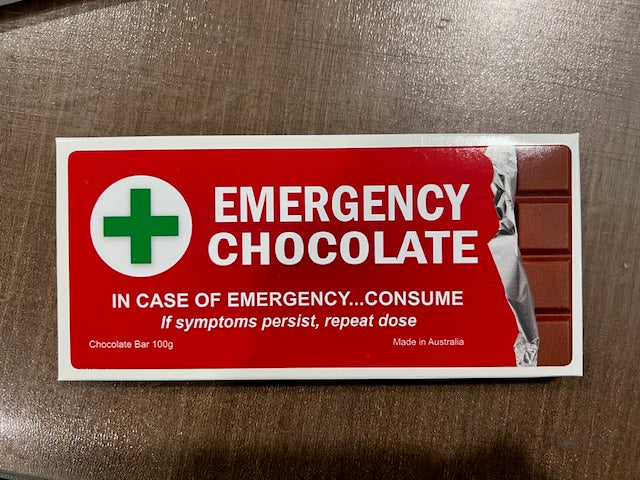 EMERGENCY
CHOCOLATE
IN CASE OF EMERGENCY...CONSUME
If symptoms persist, repeat dose
Chocolate Bar 100g
Made in Australia